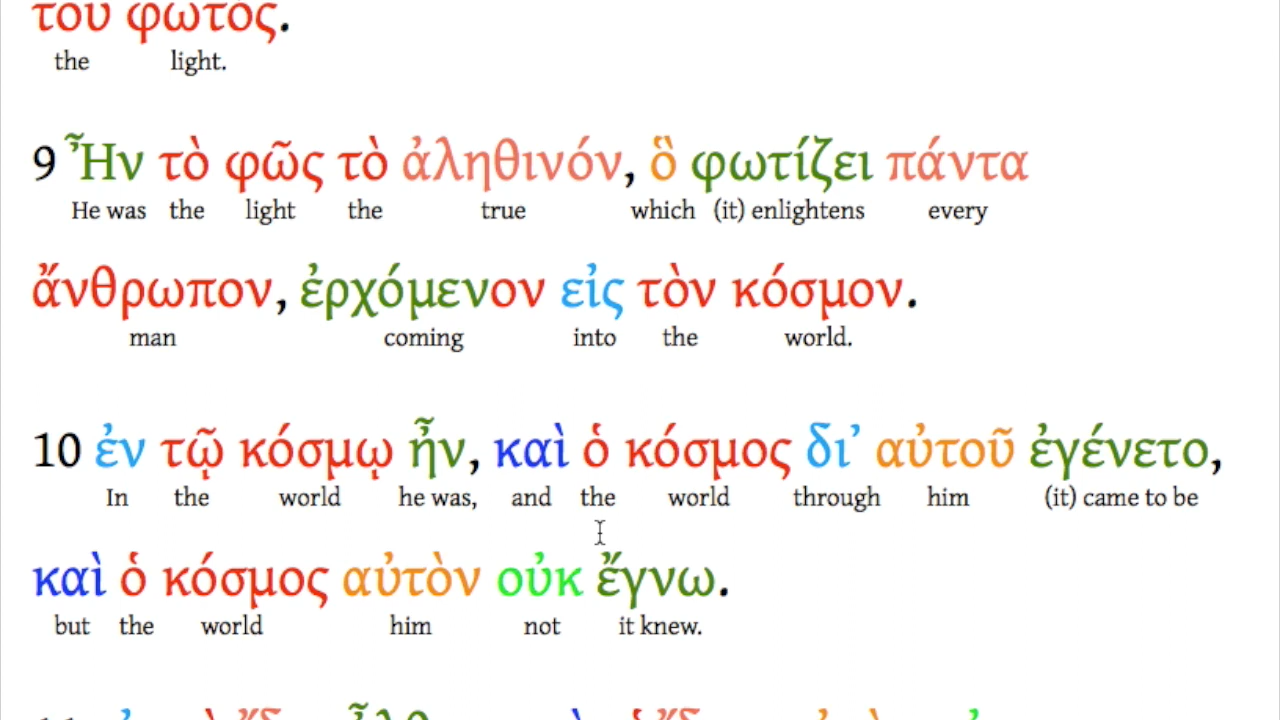 τοῦ φωτός.
the light.
9 Ἦν τὸ φῶς τὸ ἀληθινόν, ὃ φωτίζει πάντα
He was the light the true which (it) enlightens every
ἄνθρωπον, ἐρχόμενον εἰς τὸν κόσμον.
man coming into the world.
10 ἐν τῷ κόσμῳ ἦν, καὶ ὁ κόσμος δι’ αὐτοῦ ἐγένετο,
In the world he was, and the world through him (it) came to be
καὶ ὁ κόσμος αὐτὸν οὐκ ἔγνω.
but the world him not it knew.